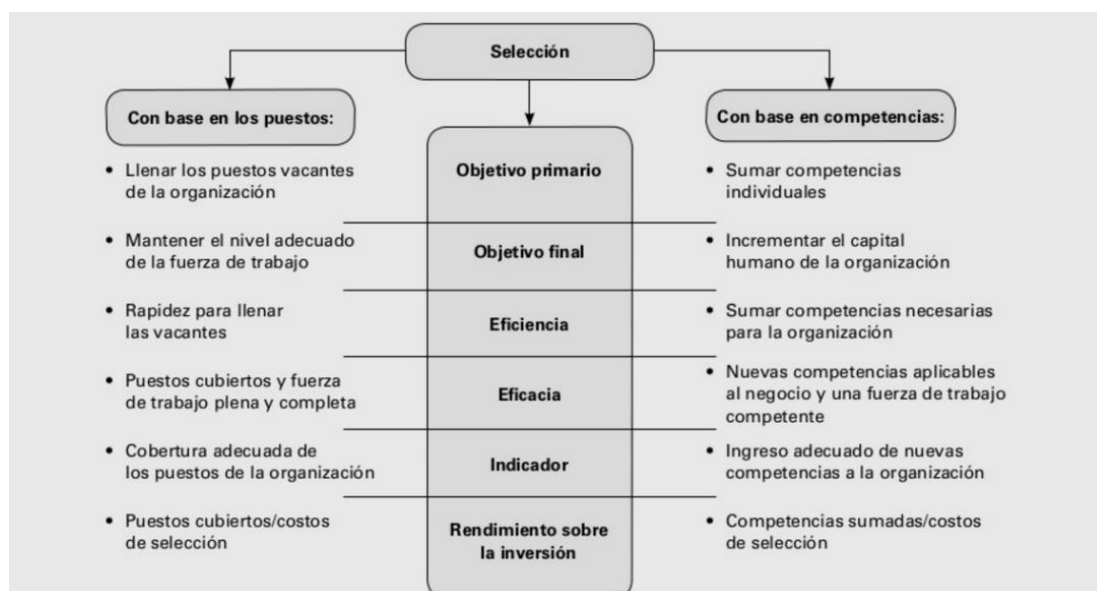 Selección
Con base en los puestos:
Con base en competencias:
• Llenar los puestos vacantes
de la organización
Objetivo primario
• Sumar competencias
individuales
• Mantener el nivel adecuado
de la fuerza de trabajo
Objetivo final
• Incrementar el capital
humano de la organización
• Rapidez para llenar
las vacantes
Eficiencia
• Sumar competencias necesarias
para la organización
• Puestos cubiertos y fuerza
de trabajo plena y completa
Eficacia
• Nuevas competencias aplicables
al negocio y una fuerza de trabajo
competente
• Cobertura adecuada de
los puestos de la organización
Indicador
• Ingreso adecuado de nuevas
competencias a la organización
• Puestos cubiertos/costos
de selección
Rendimiento sobre
la inversión
• Competencias sumadas/costos
de selección